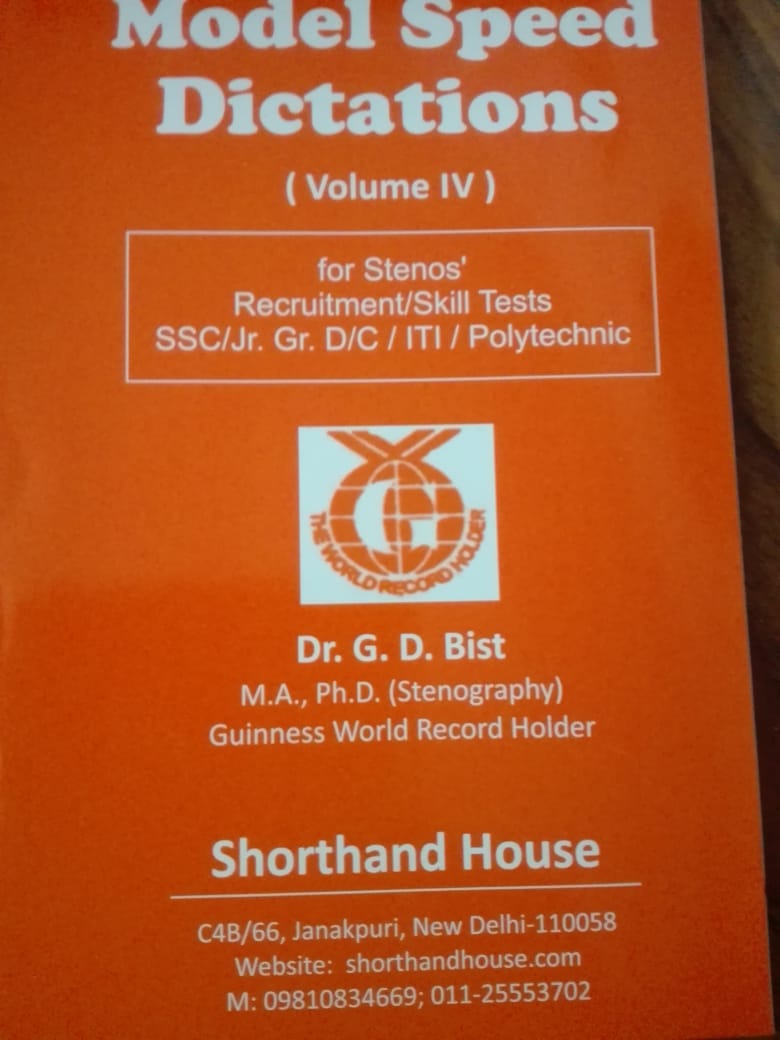 Model Speed
Dictations
( Volume IV )
for Stenos'
Recruitment/Skill Tests
SSC/Jr. Gr. D/C / ITI / Polytechnic
G
THE WORLD RECORD HOLDER
Dr. G. D. Bist
M.A., Ph.D. (Stenography)
Guinness World Record Holder
Shorthand House
C4B/66, Janakpuri, New Delhi-110058
Website: shorthandhouse.com
M: 09810834669; 011-25553702